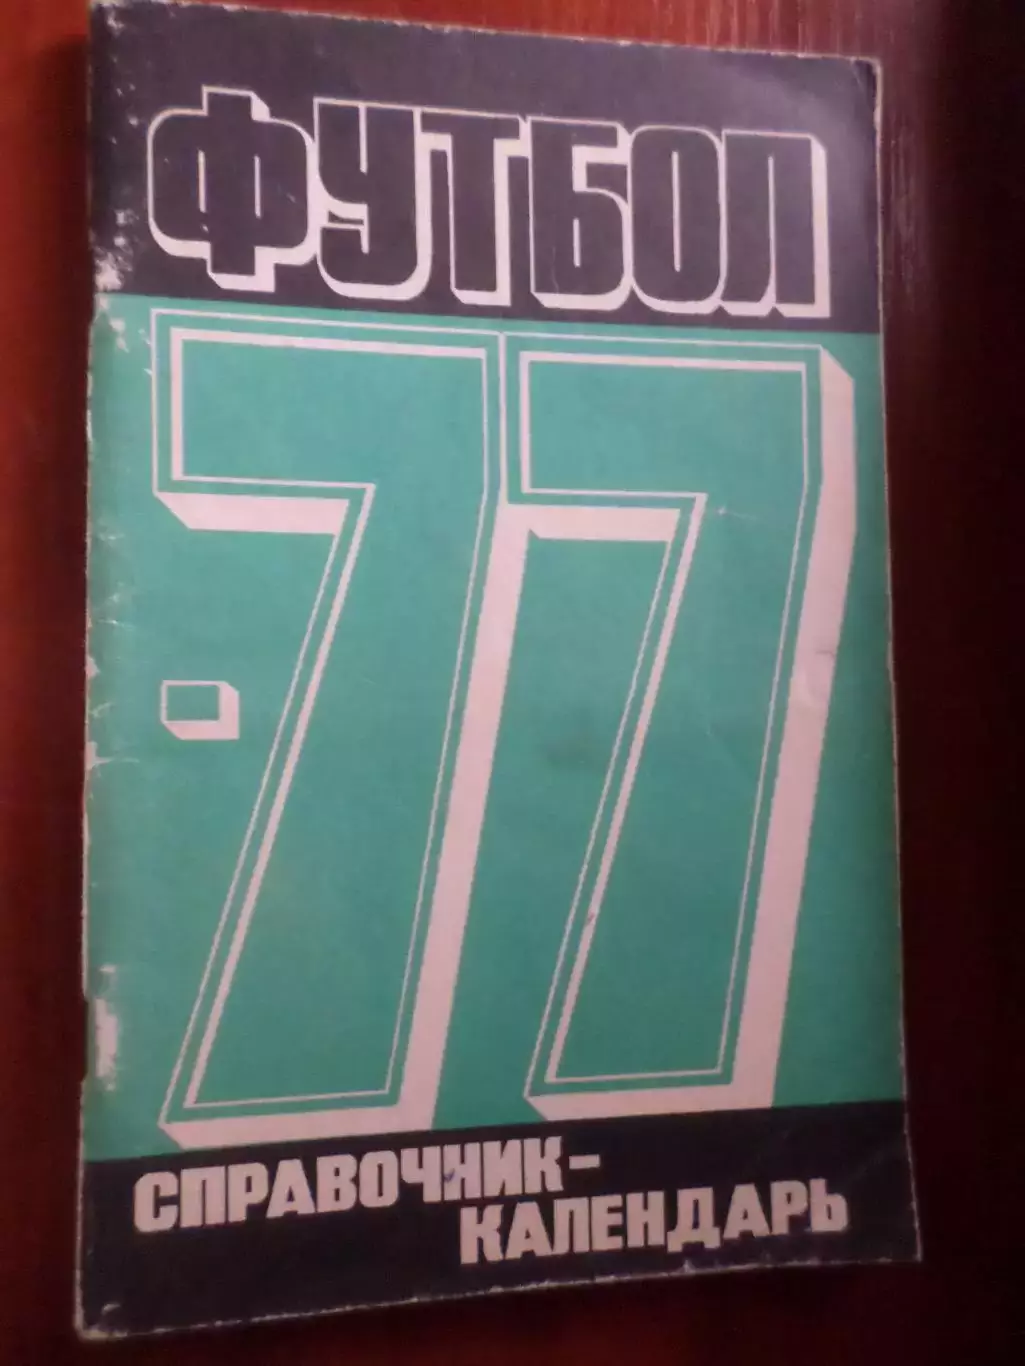 ФУТБОЛ
·77
СПРАВОЧНИК-
КАЛЕНДАРЬ